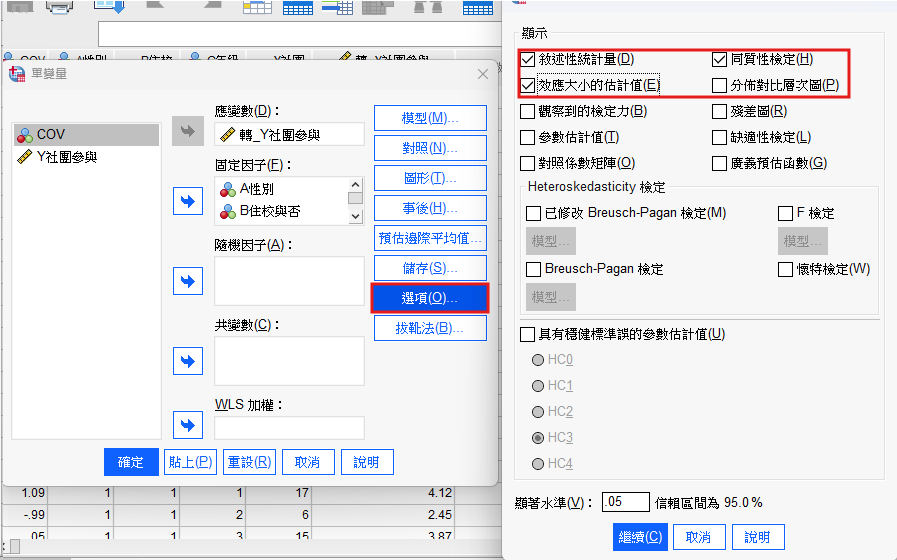 單變量
COV
Y社團參與
應變數(D)：
轉_Y社團參與
固定因子(F)：
A性別
B住校與否
隨機因子(A)：
共變數(C)：
WLS 加權：
模型(M)...
對照(N)...
圖形(T)...
事後(H)...
預估邊際平均值...
儲存(S)...
選項(O)...
拔靴法(B)...
確定
貼上(P)
重設(R)
取消
說明
1.09 1 1 1 17 4.12
-.99 1 1 2 6 2.45
.05 1 1 3 15 3.87
顯示
敘述性統計量(D) 同質性檢定(H)
效應大小的估計值(E) 分佈對比層次圖(P)
觀察到的檢定力(B) 殘差圖(R)
參數估計值(T) 缺適性檢定(L)
對照係數矩陣(O) 廣義預估函數(G)
Heteroskedasticity 檢定
已修改 Breusch-Pagan 檢定(M) F 檢定
模型... 模型...
Breusch-Pagan 檢定 懷特檢定(W)
模型...
具有穩健標準誤的參數估計值(U)
HC0
HC1
HC2
HC3
HC4
顯著水準(V)： .05 信賴區間為 95.0%
繼續(C) 取消 說明